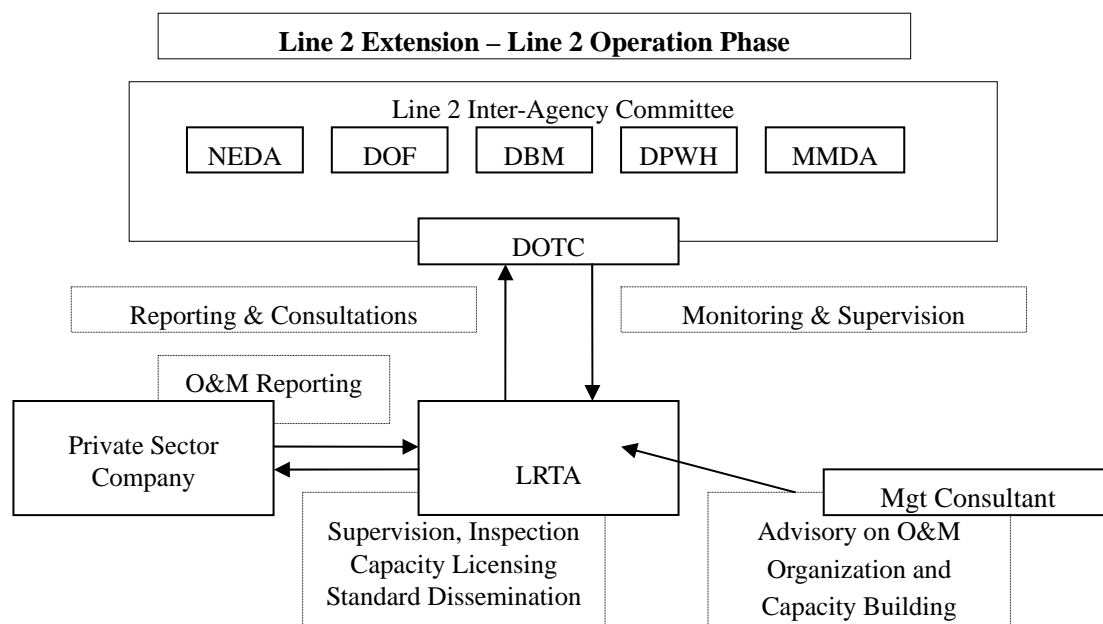 Line 2 Extension – Line 2 Operation Phase
Line 2 Inter-Agency Committee
NEDA
DOF
DBM
DPWH
MMDA
DOTC
Reporting & Consultations
Monitoring & Supervision
O&M Reporting
Private Sector
Company
LRTA
Mgt Consultant
Supervision, Inspection
Capacity Licensing
Standard Dissemination
Advisory on O&M
Organization and
Capacity Building